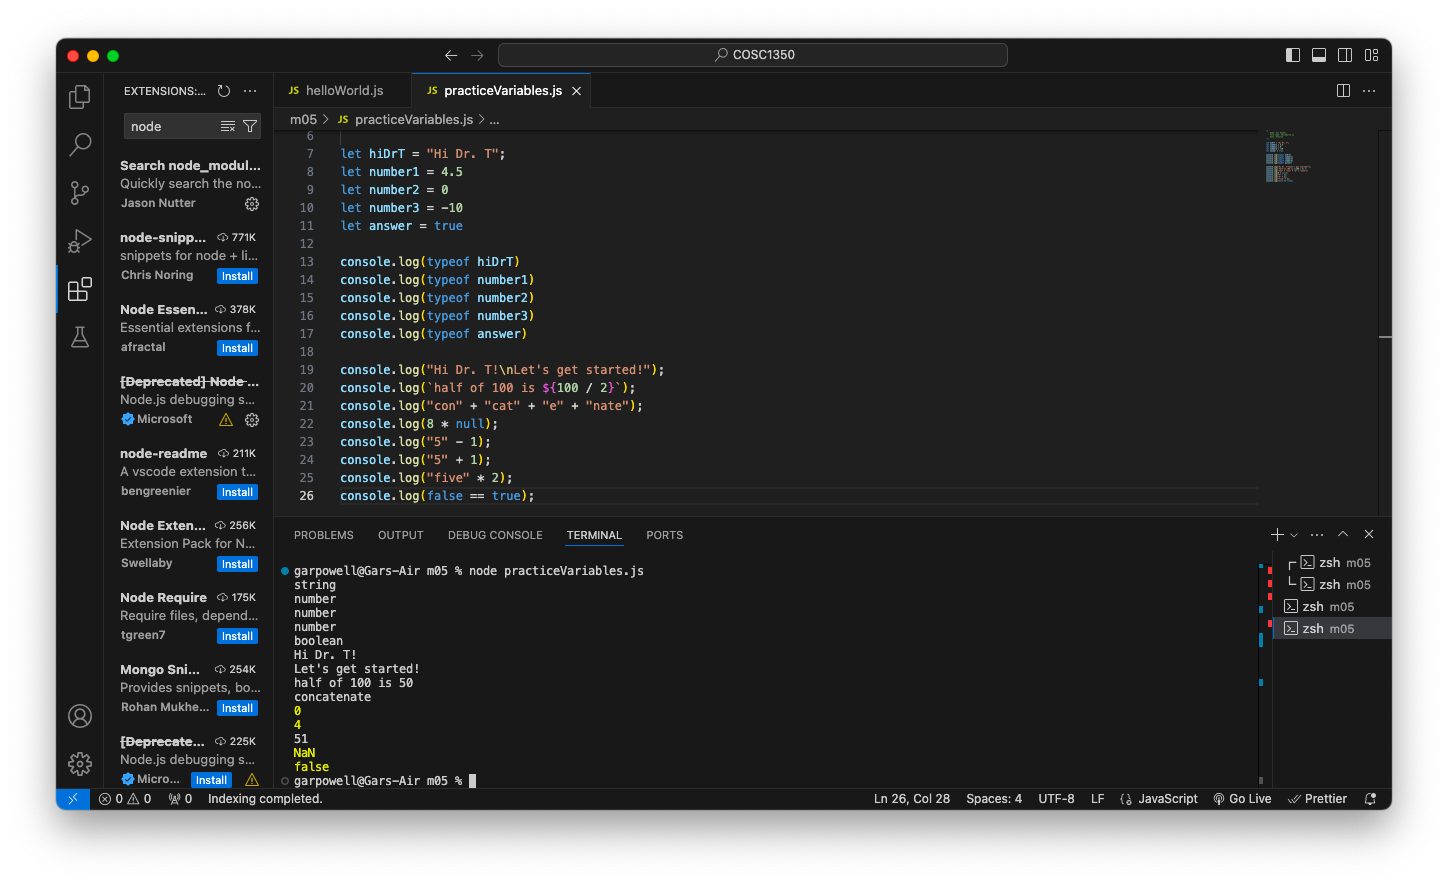 COSC1350
EXTENSIONS:...
node
Search node_modul...
Quickly search the no...
Jason Nutter
node-snipp... 771K
snippets for node + li...
Chris Noring Install
Node Essen... 378K
Essential extensions f...
afractal Install
[Deprecated] Node ...
Node.js debugging s...
Microsoft
node-readme 211K
A vscode extension t...
bengreenier Install
Node Exten... 256K
Extension Pack for N...
Swellaby Install
Node Require 175K
Require files, depend...
tgreen7 Install
Mongo Sni... 254K
Provides snippets, bo...
Rohan Mukhe... Install
[Deprecate... 225K
Node.js debugging s...
Micro... Install
JS helloWorld.js JS practiceVariables.js
m05 > JS practiceVariables.js > ...
6
7 let hiDrT = "Hi Dr. T";
8 let number1 = 4.5
9 let number2 = 0
10 let number3 = -10
11 let answer = true
12
13 console.log(typeof hiDrT)
14 console.log(typeof number1)
15 console.log(typeof number2)
16 console.log(typeof number3)
17 console.log(typeof answer)
18
19 console.log("Hi Dr. T!\nLet's get started!");
20 console.log(`half of 100 is ${100 / 2}`);
21 console.log("con" + "cat" + "e" + "nate");
22 console.log(8 * null);
23 console.log("5" - 1);
24 console.log("5" + 1);
25 console.log("five" * 2);
26 console.log(false == true);
PROBLEMS OUTPUT DEBUG CONSOLE TERMINAL PORTS
garpowell@Gars-Air m05 % node practiceVariables.js
string
number
number
number
boolean
Hi Dr. T!
Let's get started!
half of 100 is 50
concatenate
0
4
51
NaN
false
garpowell@Gars-Air m05 %
zsh m05
zsh m05
zsh m05
zsh m05
0 0 0 Indexing completed. Ln 26, Col 28 Spaces: 4 UTF-8 LF JavaScript Go Live Prettier